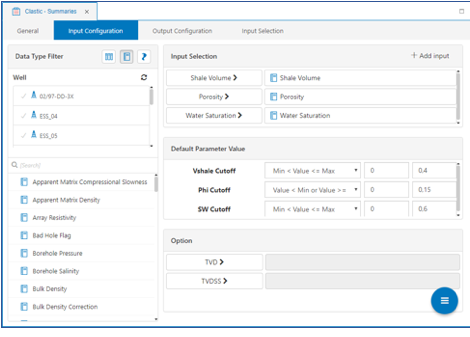 Clastic - Summaries ×
General Input Configuration Output Configuration Input Selection
Data Type Filter
Well
02/97-DD-3X
ESS_04
ESS_05
[Search]
Apparent Matrix Compressional Slowness
Apparent Matrix Density
Array Resistivity
Bad Hole Flag
Borehole Pressure
Borehole Salinity
Bulk Density
Bulk Density Correction
Input Selection + Add input
Shale Volume Shale Volume
Porosity Porosity
Water Saturation Water Saturation
Default Parameter Value
Vshale Cutoff Min < Value <= Max 0 0,4
Phi Cutoff Value < Min or Value >= 0 0,15
SW Cutoff Min < Value <= Max 0 0,6
Option
TVD
TVDSS